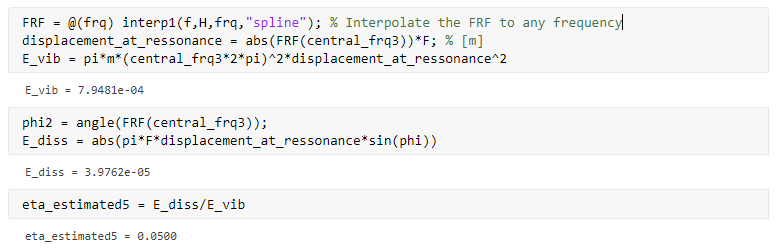 FRF = @(frq) interp1(f,H,frq,"spline"); % Interpolate the FRF to any frequency
displacement_at_ressonance = abs(FRF(central_frq3))*F; % [m]
E_vib = pi*m*(central_frq3*2*pi)^2*displacement_at_ressonance^2
E_vib = 7.9481e-04
phi2 = angle(FRF(central_frq3));
E_diss = abs(pi*F*displacement_at_ressonance*sin(phi))
E_diss = 3.9762e-05
eta_estimated5 = E_diss/E_vib
eta_estimated5 = 0.0500